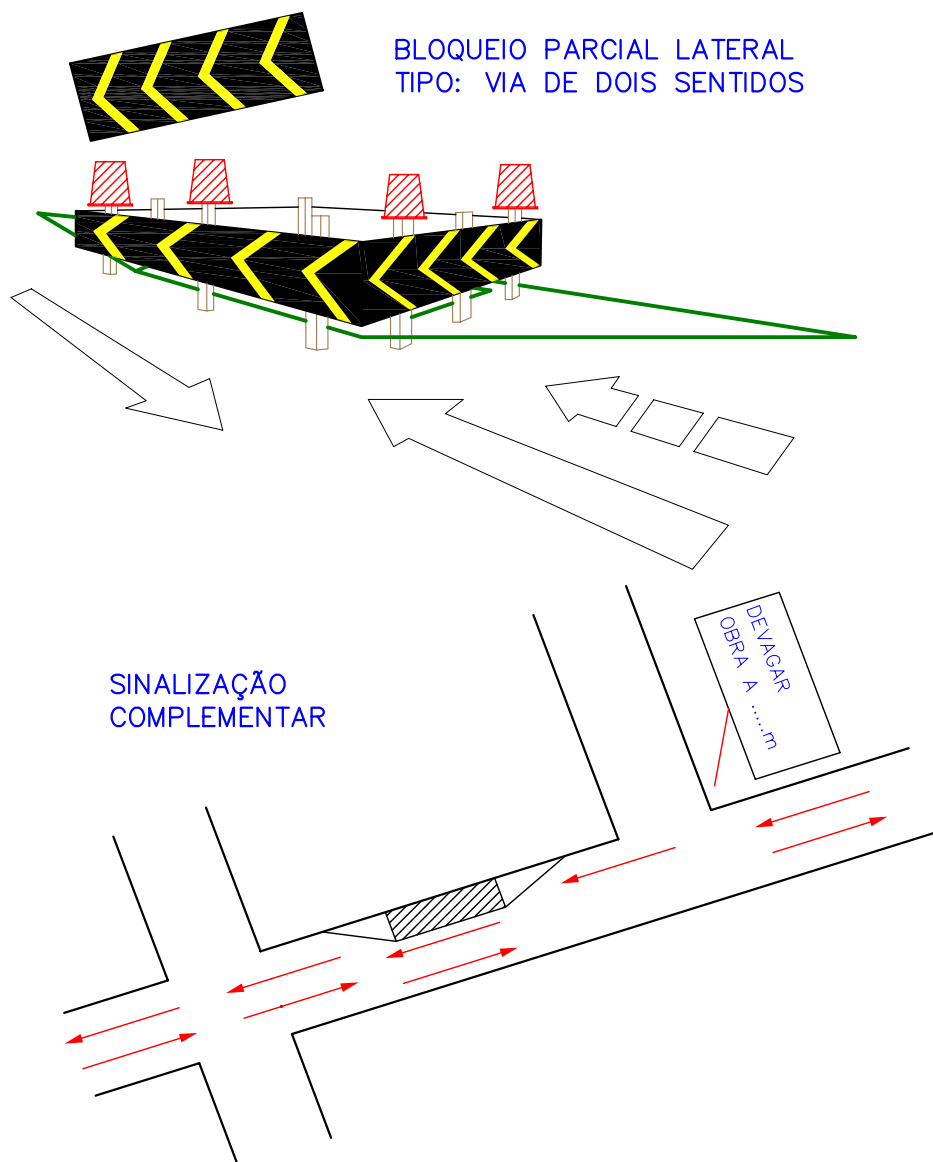 BLOQUEIO PARCIAL LATERAL
TIPO: VIA DE DOIS SENTIDOS
SINALIZAÇÃO
COMPLEMENTAR
DEVAGAR
OBRA A .....m